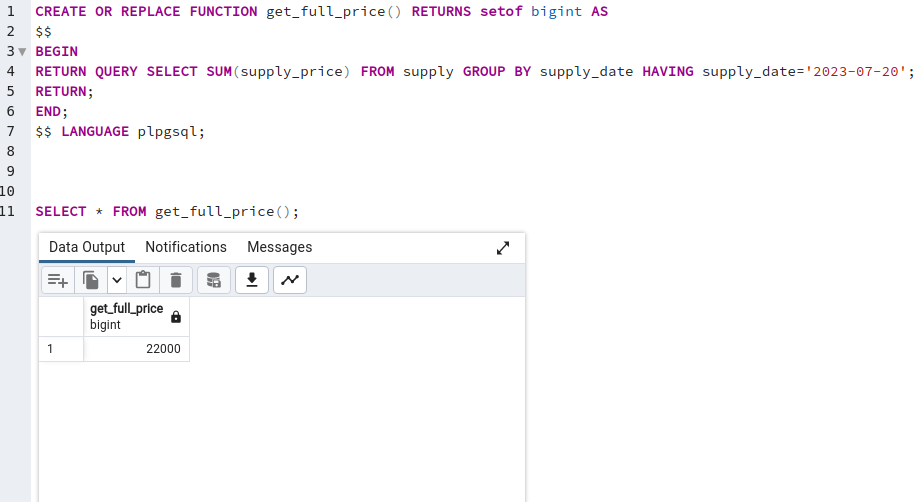 1 CREATE OR REPLACE FUNCTION get_full_price() RETURNS setof bigint AS
2 $$
3 BEGIN
4 RETURN QUERY SELECT SUM(supply_price) FROM supply GROUP BY supply_date HAVING supply_date='2023-07-20';
5 RETURN;
6 END;
7 $$ LANGUAGE plpgsql;
8
9
10
11 SELECT * FROM get_full_price();
Data Output Notifications Messages
get_full_price
bigint
1 22000